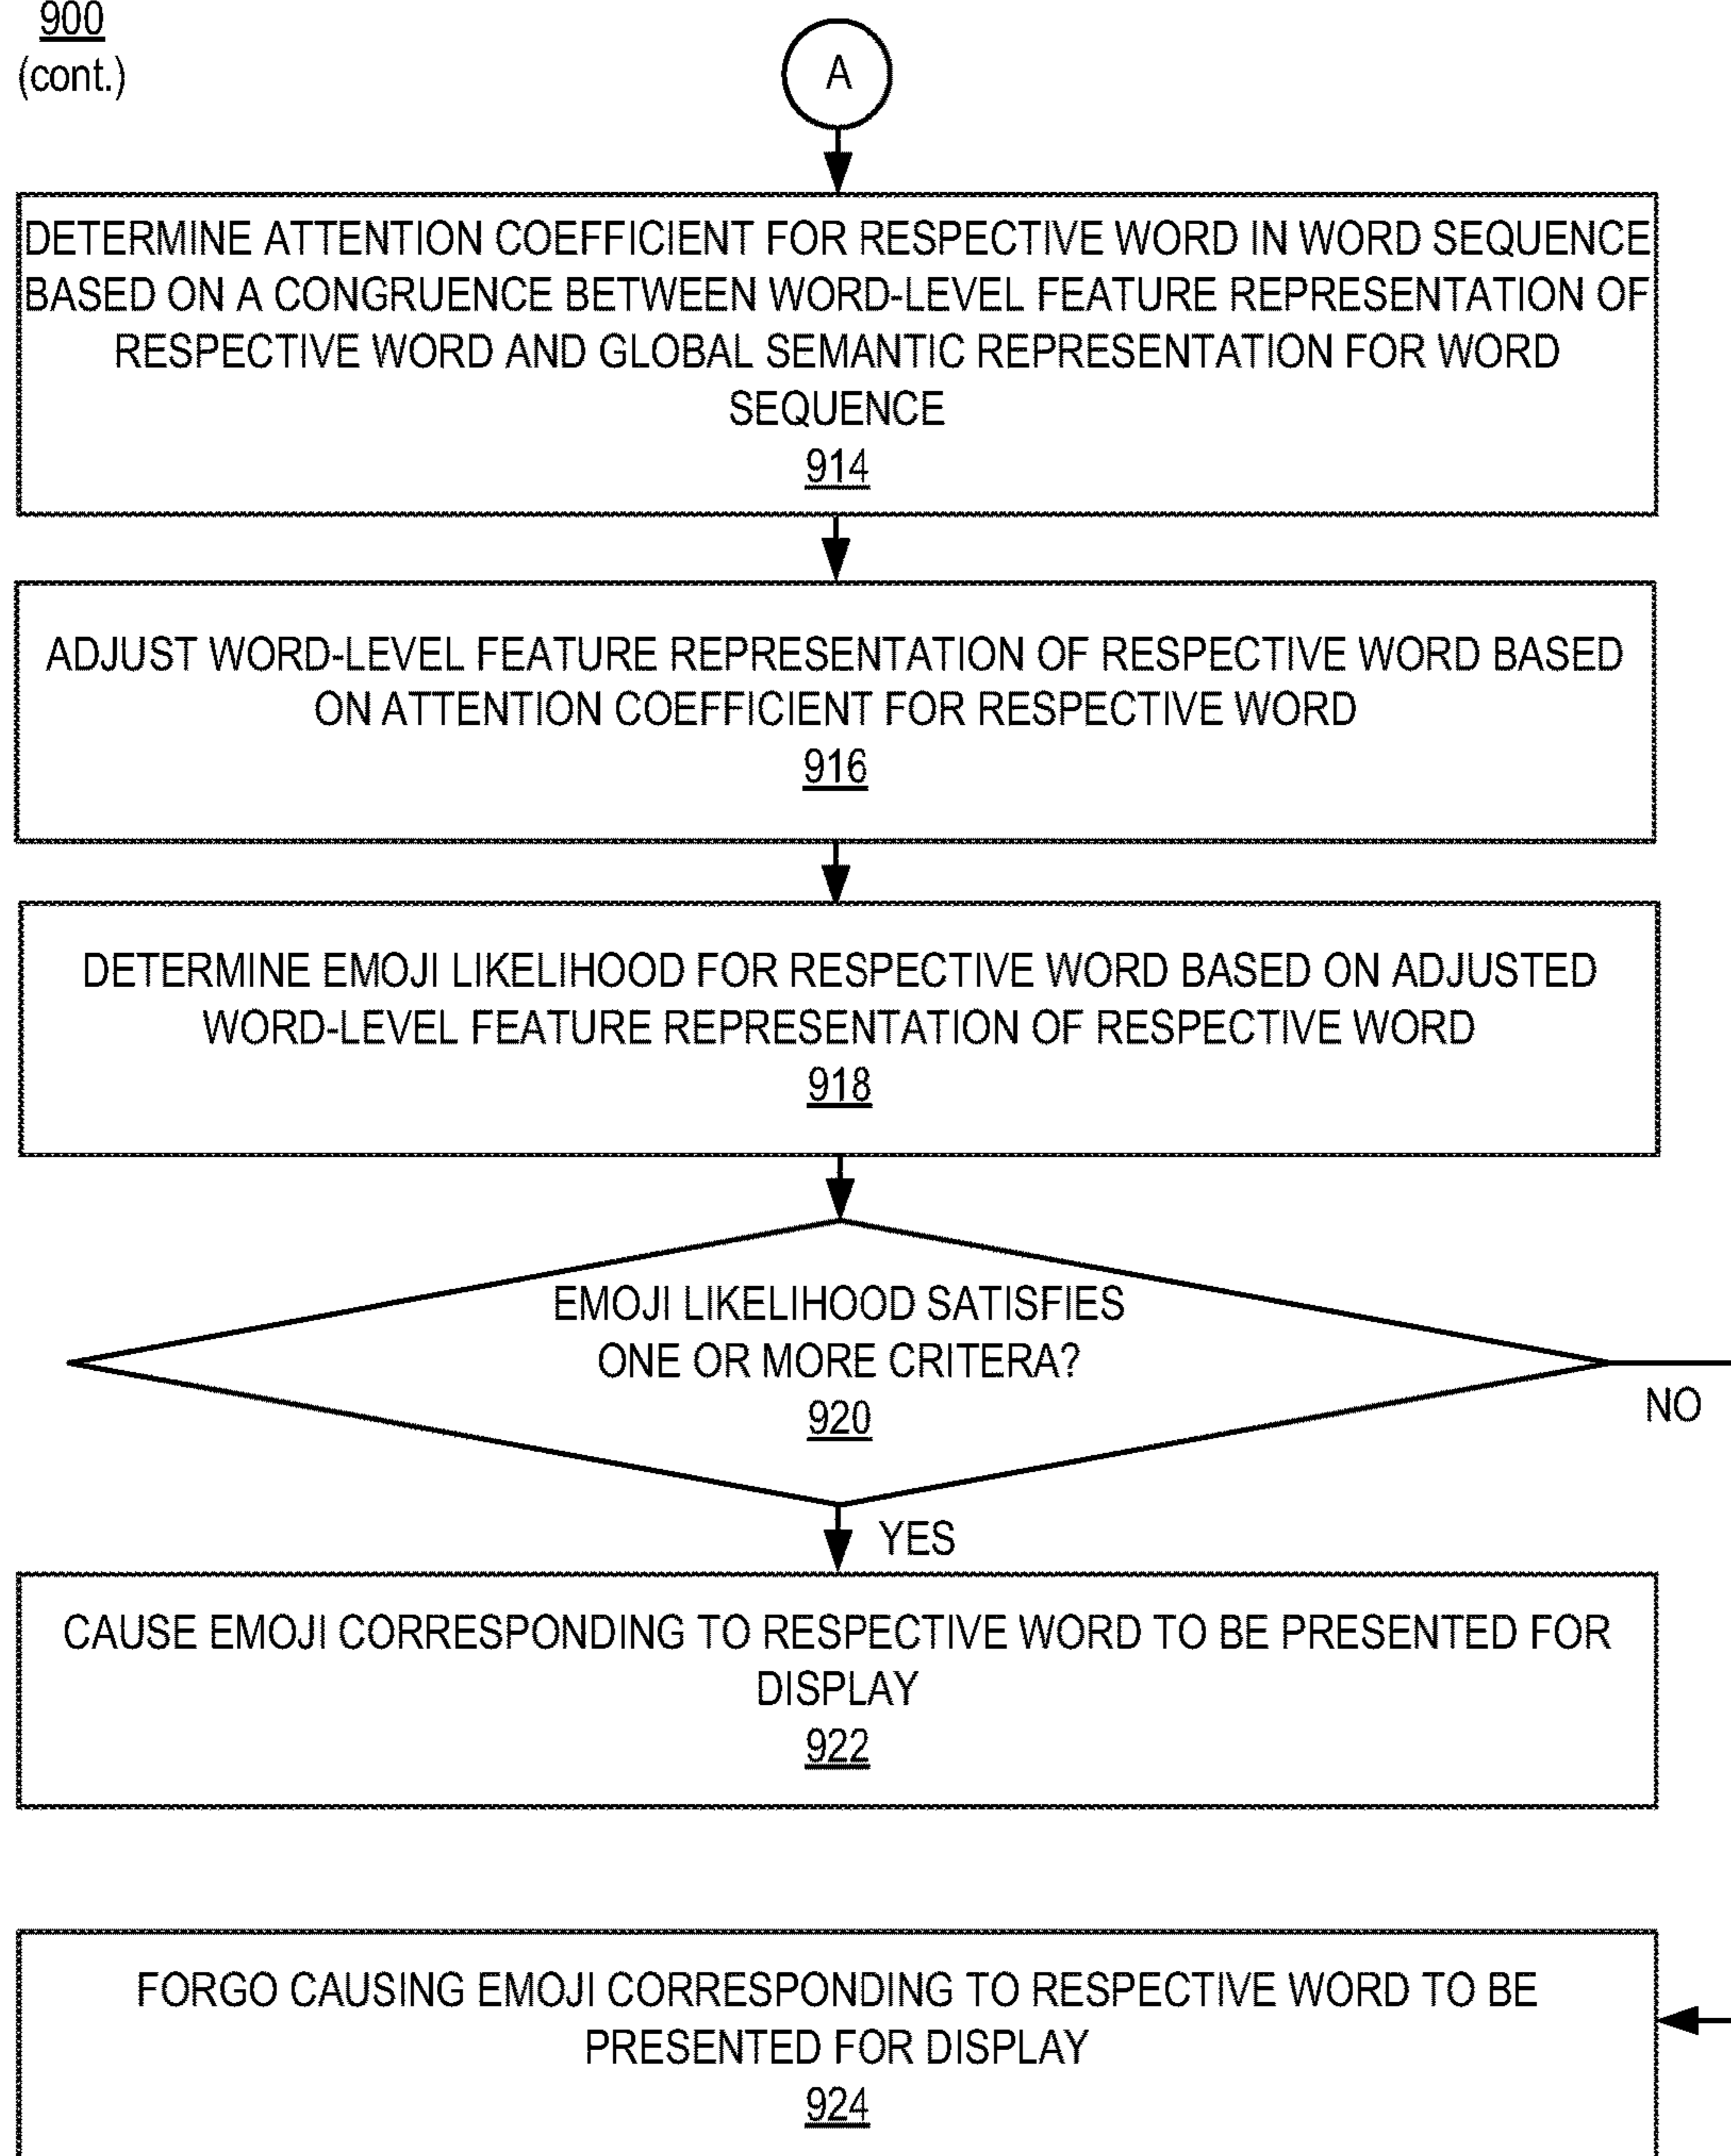 900
(cont.)
A
DETERMINE ATTENTION COEFFICIENT FOR RESPECTIVE WORD IN WORD SEQUENCE
BASED ON A CONGRUENCE BETWEEN WORD-LEVEL FEATURE REPRESENTATION OF
RESPECTIVE WORD AND GLOBAL SEMANTIC REPRESENTATION FOR WORD
SEQUENCE
914
ADJUST WORD-LEVEL FEATURE REPRESENTATION OF RESPECTIVE WORD BASED
ON ATTENTION COEFFICIENT FOR RESPECTIVE WORD
916
DETERMINE EMOJI LIKELIHOOD FOR RESPECTIVE WORD BASED ON ADJUSTED
WORD-LEVEL FEATURE REPRESENTATION OF RESPECTIVE WORD
918
EMOJI LIKELIHOOD SATISFIES
ONE OR MORE CRITERA?
920
NO
YES
CAUSE EMOJI CORRESPONDING TO RESPECTIVE WORD TO BE PRESENTED FOR
DISPLAY
922
FORGO CAUSING EMOJI CORRESPONDING TO RESPECTIVE WORD TO BE
PRESENTED FOR DISPLAY
924